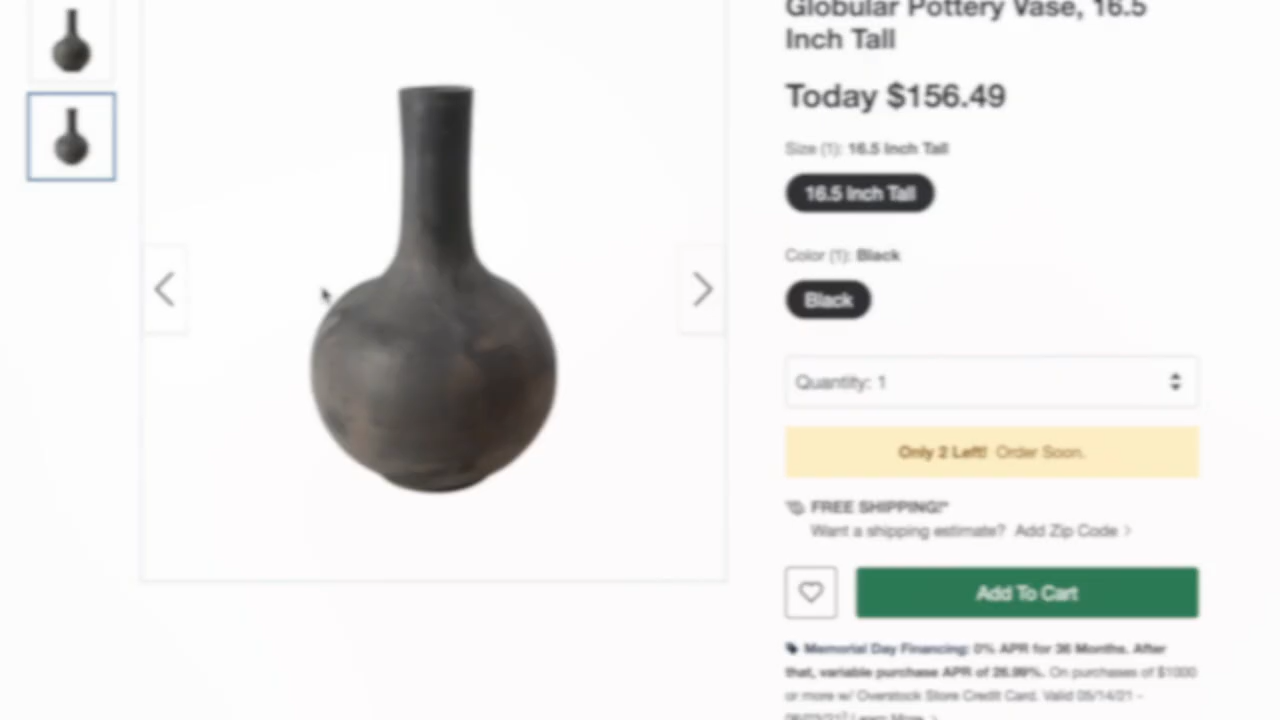 Globular Pottery Vase, 16.5
Inch Tall
Today $156.49
Size (1): 16.5 Inch Tall
16.5 Inch Tall
Color (1): Black
Black
Quantity: 1
Only 2 Left! Order Soon.
FREE SHIPPING!*
Want a shipping estimate? Add Zip Code >
Add To Cart
Memorial Day Financing: 0% APR for 36 Months. After
that, variable purchase APR of 26.99%. On purchases of $1000
or more w/ Overstock Store Credit Card. Valid 05/14/21 -
Learn More >